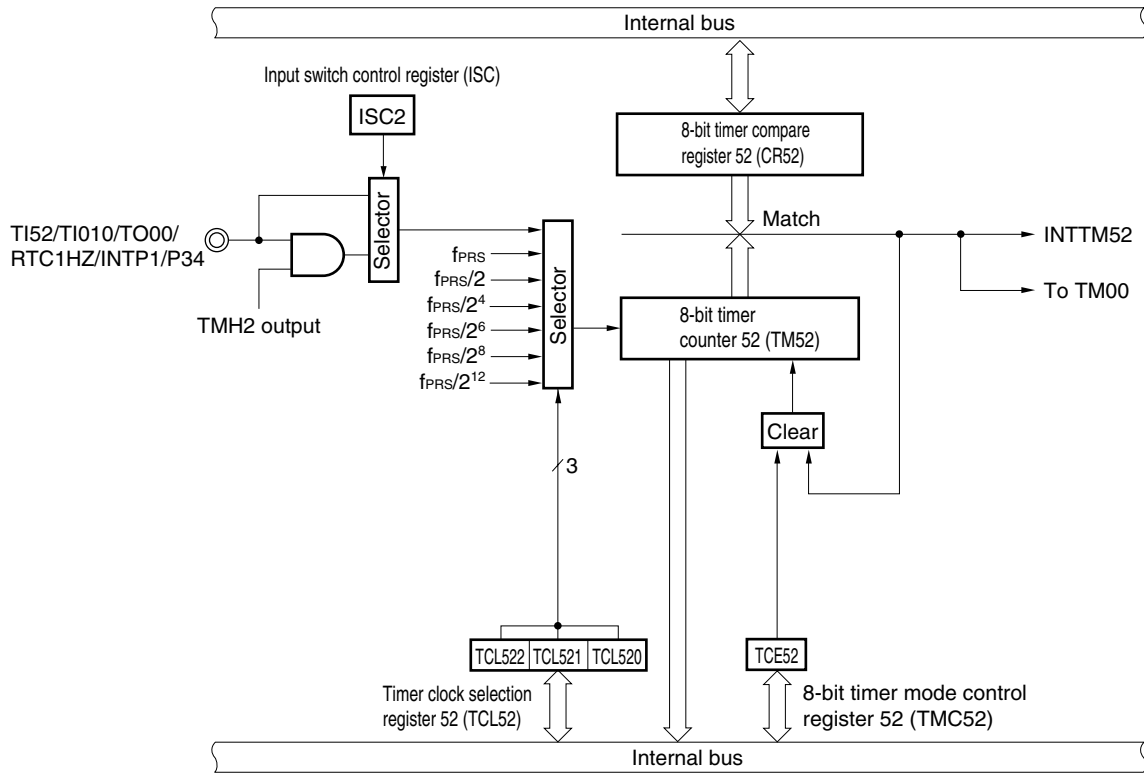 Internal bus
Input switch control register (ISC)
ISC2
8-bit timer compare
register 52 (CR52)
Selector
Match
TI52/TI010/TO00/
RTC1HZ/INTP1/P34
INTTM52
fPRS
fPRS/2
fPRS/2⁴
fPRS/2⁶
fPRS/2⁸
fPRS/2¹²
Selector
To TM00
8-bit timer
counter 52 (TM52)
TMH2 output
Clear
3
TCL522 TCL521 TCL520
TCE52
Timer clock selection
register 52 (TCL52)
8-bit timer mode control
register 52 (TMC52)
Internal bus